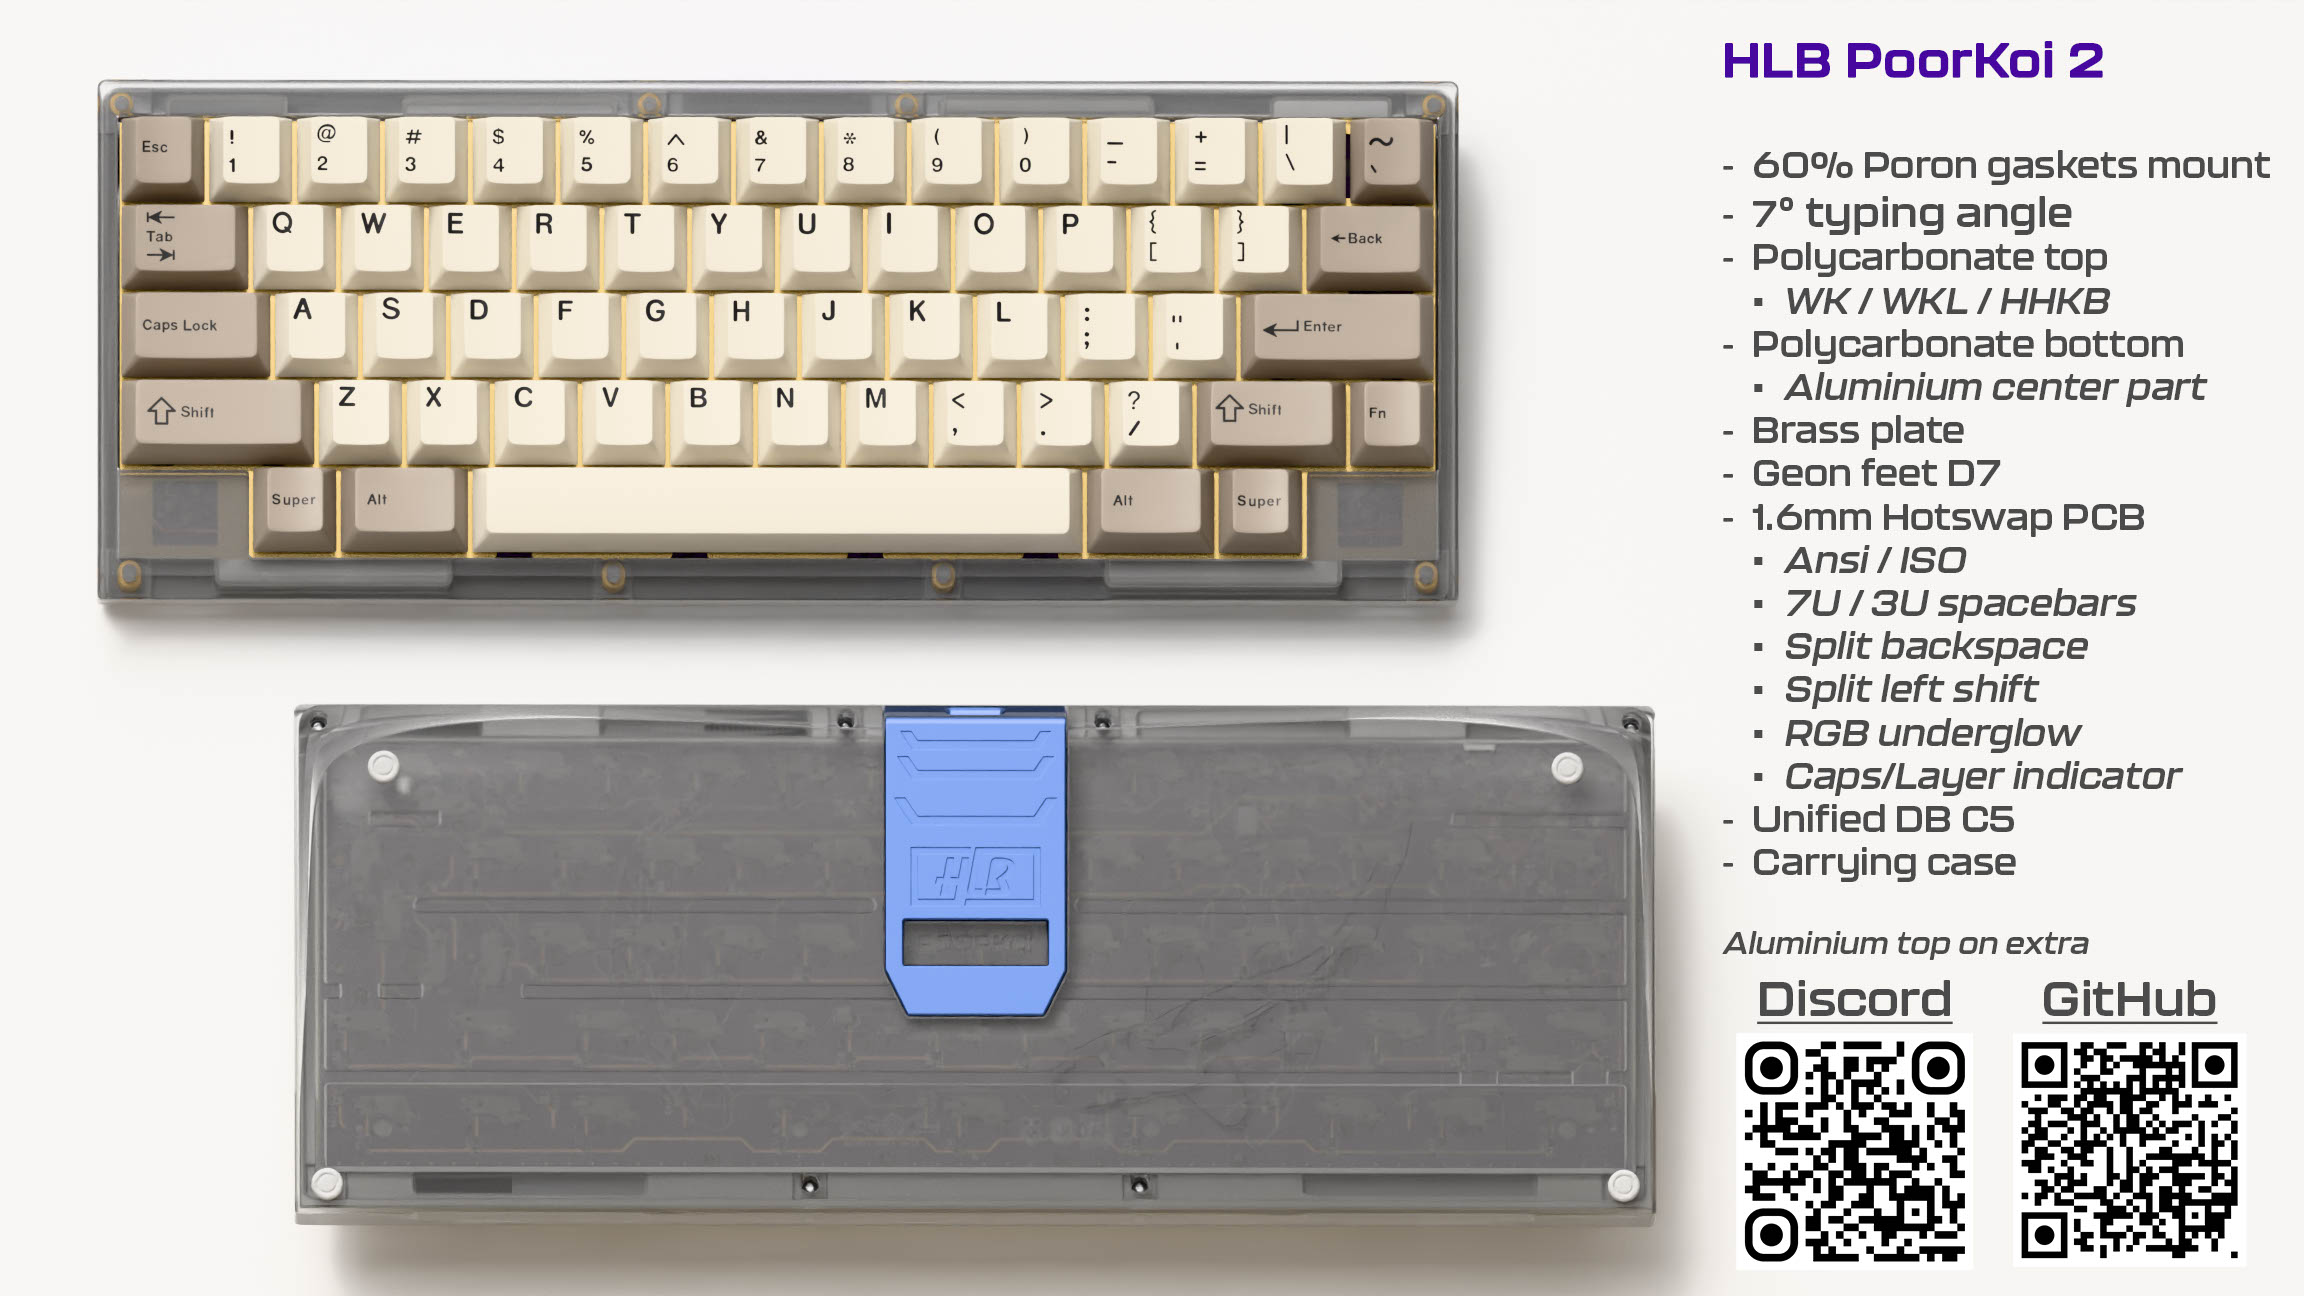 HLB PoorKoi 2
- 60% Poron gaskets mount
- 7° typing angle
- Polycarbonate top
▪ WK / WKL / HHKB
- Polycarbonate bottom
▪ Aluminium center part
- Brass plate
- Geon feet D7
- 1.6mm Hotswap PCB
▪ Ansi / ISO
▪ 7U / 3U spacebars
▪ Split backspace
▪ Split left shift
▪ RGB underglow
▪ Caps/Layer indicator
- Unified DB C5
- Carrying case
Aluminium top on extra
Discord GitHub
Esc ! 1 @ 2 # 3 $ 4 % 5 ^ 6 & 7 * 8 ( 9 ) 0 _ - + = | \ ~ `
Tab Q W E R T Y U I O P { [ } ] ←Back
Caps Lock A S D F G H J K L : ; " ' Enter
Shift Z X C V B N M < , > . ? / Shift Fn
Super Alt Alt Super
HLB